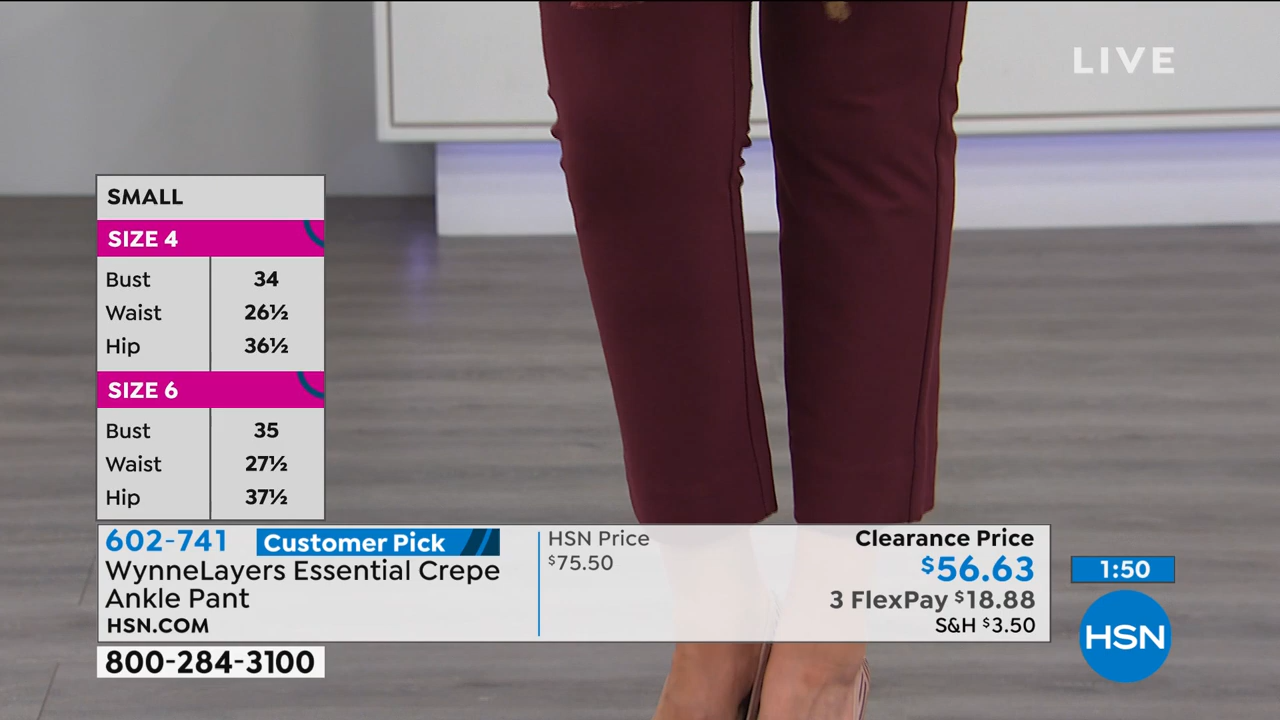 LIVE
SMALL
SIZE 4
Bust 34
Waist 26½
Hip 36½
SIZE 6
Bust 35
Waist 27½
Hip 37½
602-741 Customer Pick
WynneLayers Essential Crepe
Ankle Pant
HSN.COM
HSN Price
$75.50
Clearance Price
$56.63
3 FlexPay $18.88
S&H $3.50
1:50
HSN
800-284-3100